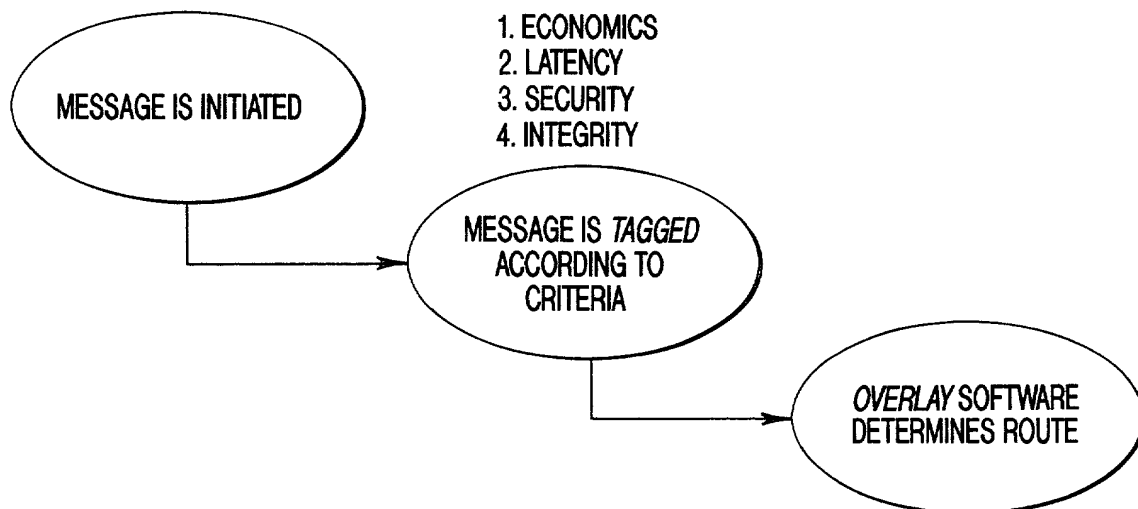 MESSAGE IS INITIATED
1. ECONOMICS
2. LATENCY
3. SECURITY
4. INTEGRITY
MESSAGE IS TAGGED
ACCORDING TO
CRITERIA
OVERLAY SOFTWARE
DETERMINES ROUTE